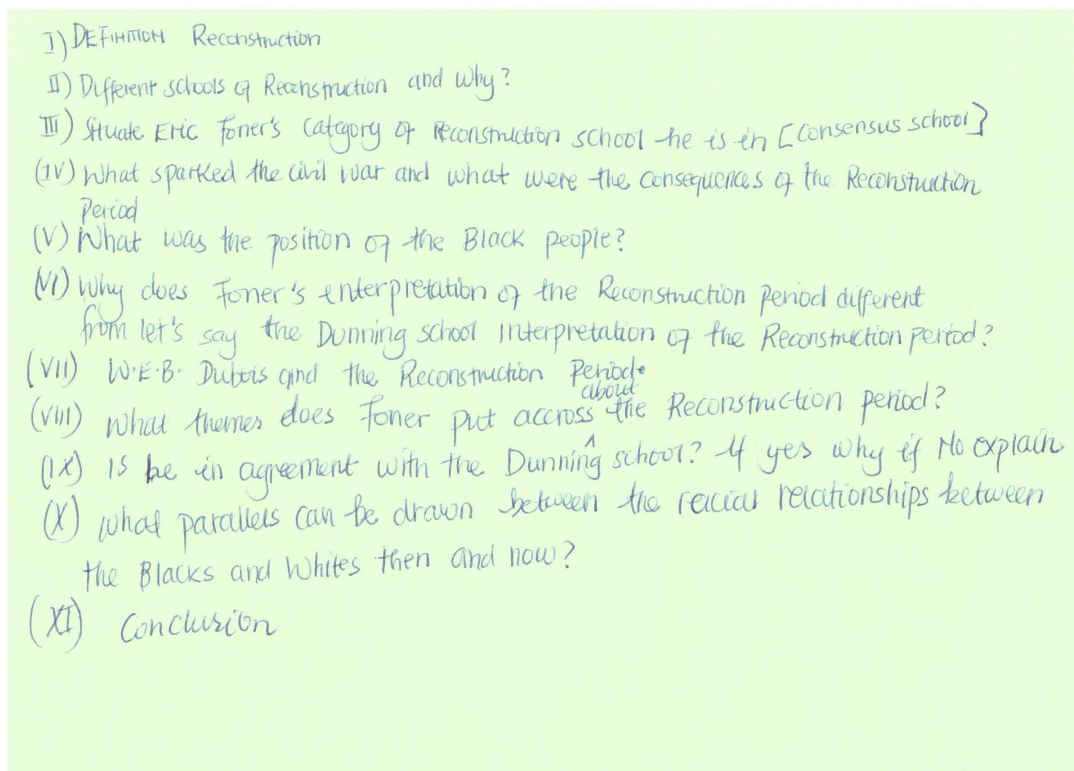 I) DEFINITION Reconstruction
II) Different schools of Reconstruction and Why?
III) Situate Eric Foner's Category of Reconstruction school he is in [Consensus school]
(IV) What sparked the civil war and what were the consequences of the Reconstruction
Period
(V) What was the position of the Black people?
(VI) Why does Foner's enterpretation of the Reconstruction Period different
from let's say the Dunning school Interpretation of the Reconstruction period?
(VII) W.E.B. Dubois and the Reconstruction Period.
about
(VIII) What themes does Foner put accross ^ the Reconstruction period?
(IX) Is he in agreement with the Dunning school? If yes why if No explain
(X) what parallels can be drawn between the racial relationships between
the Blacks and Whites then and now?
(XI) Conclusion